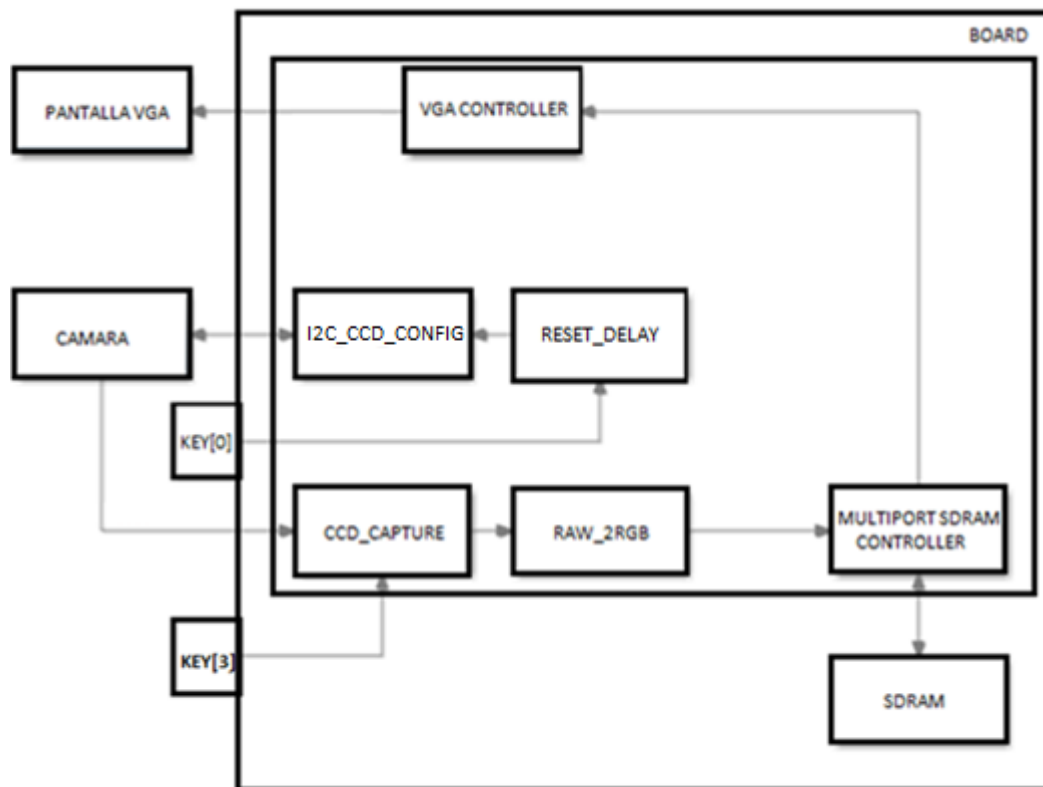 BOARD
PANTALLA VGA
VGA CONTROLLER
CAMARA
I2C_CCD_CONFIG
RESET_DELAY
KEY[0]
CCD_CAPTURE
RAW_2RGB
MULTIPORT SDRAM
CONTROLLER
KEY[3]
SDRAM